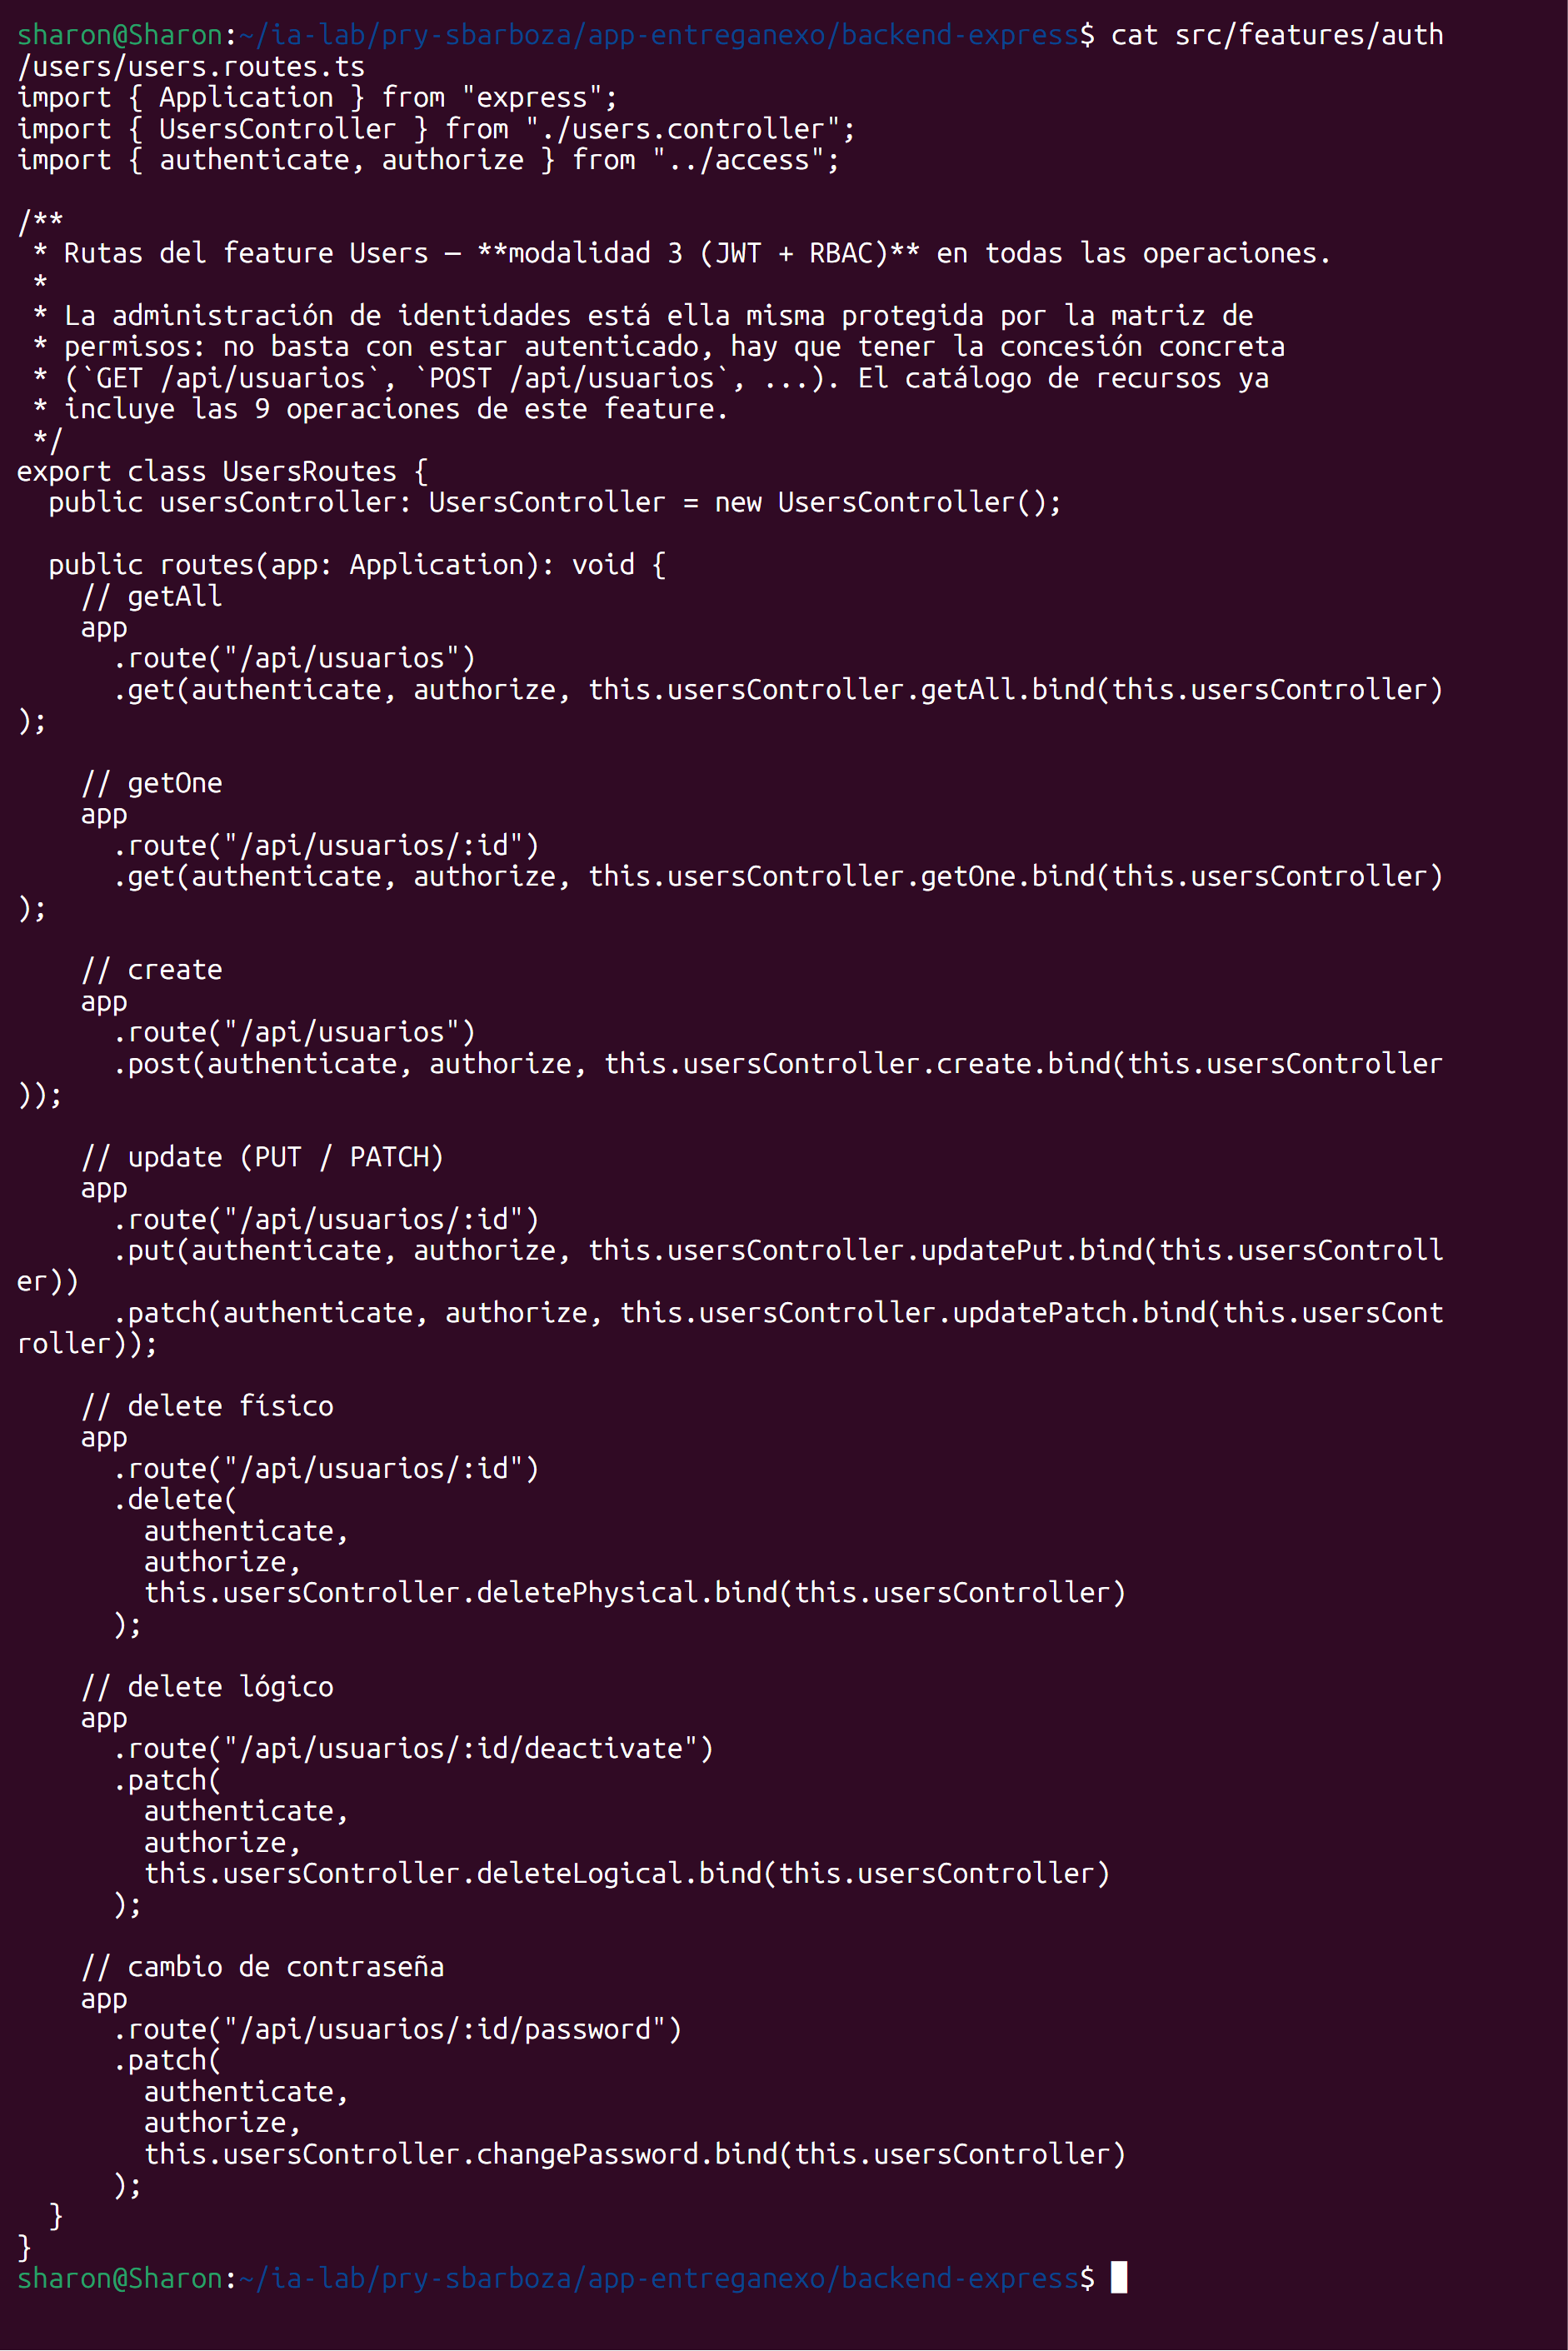 sharon@Sharon:~/ia-lab/pry-sbarboza/app-entreganexo/backend-express$ cat src/features/auth
/users/users.routes.ts
import { Application } from "express";
import { UsersController } from "./users.controller";
import { authenticate, authorize } from "../access";

/**
 * Rutas del feature Users — **modalidad 3 (JWT + RBAC)** en todas las operaciones.
 *
 * La administración de identidades está ella misma protegida por la matriz de
 * permisos: no basta con estar autenticado, hay que tener la concesión concreta
 * (`GET /api/usuarios`, `POST /api/usuarios`, ...). El catálogo de recursos ya
 * incluye las 9 operaciones de este feature.
 */
export class UsersRoutes {
  public usersController: UsersController = new UsersController();

  public routes(app: Application): void {
    // getAll
    app
      .route("/api/usuarios")
      .get(authenticate, authorize, this.usersController.getAll.bind(this.usersController)
);

    // getOne
    app
      .route("/api/usuarios/:id")
      .get(authenticate, authorize, this.usersController.getOne.bind(this.usersController)
);

    // create
    app
      .route("/api/usuarios")
      .post(authenticate, authorize, this.usersController.create.bind(this.usersController
));

    // update (PUT / PATCH)
    app
      .route("/api/usuarios/:id")
      .put(authenticate, authorize, this.usersController.updatePut.bind(this.usersControll
er))
      .patch(authenticate, authorize, this.usersController.updatePatch.bind(this.usersCont
roller));

    // delete físico
    app
      .route("/api/usuarios/:id")
      .delete(
        authenticate,
        authorize,
        this.usersController.deletePhysical.bind(this.usersController)
      );

    // delete lógico
    app
      .route("/api/usuarios/:id/deactivate")
      .patch(
        authenticate,
        authorize,
        this.usersController.deleteLogical.bind(this.usersController)
      );

    // cambio de contraseña
    app
      .route("/api/usuarios/:id/password")
      .patch(
        authenticate,
        authorize,
        this.usersController.changePassword.bind(this.usersController)
      );
  }
}
sharon@Sharon:~/ia-lab/pry-sbarboza/app-entreganexo/backend-express$